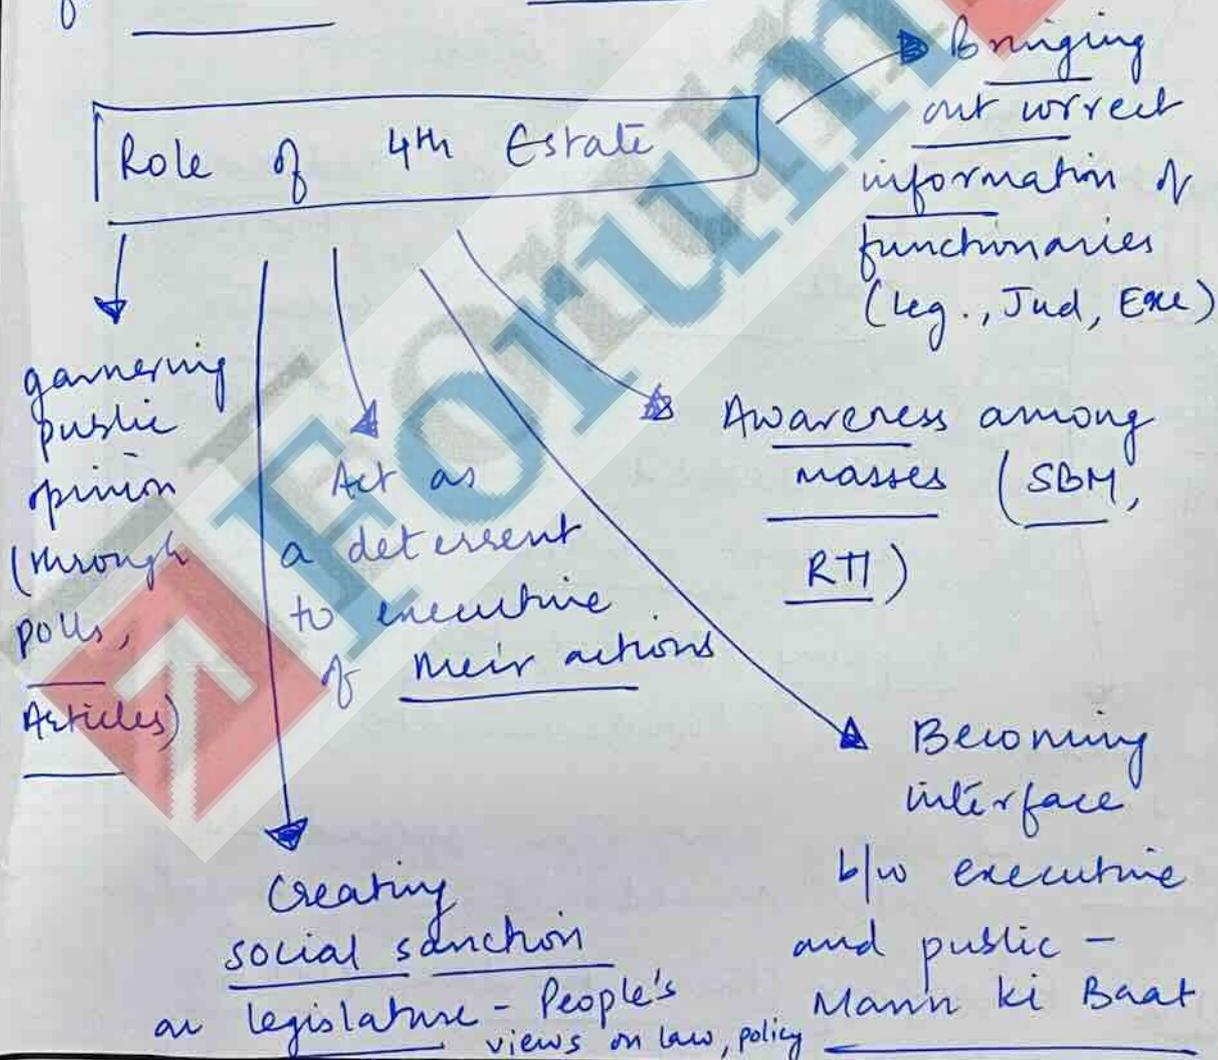 Role of 4th Estate
Bringing
out correct
information of
functionaries
(Leg., Jud, Exe)
garnering
public
opinion
(through
polls,
Articles)
Act as
a deterrent
to executive
of their actions
Awareness among
masses (SBM,
RTI)
Becoming
interface
b/w executive
and public -
Mann ki Baat
Creating
social sanction
on legislature - People's
views on law, policy
Forum